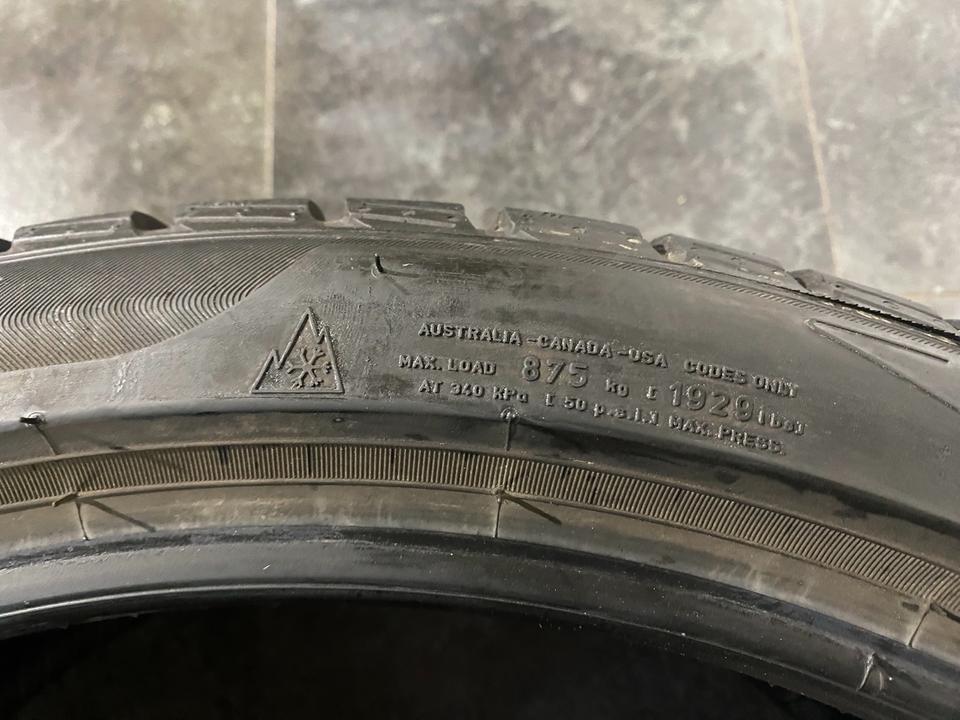 AUSTRALIA-CANADA-USA CODES ONLY
MAX. LOAD 875 kg [ 1929 lbs]
AT 340 KPa [ 50 p.s.i.] MAX. PRESS.